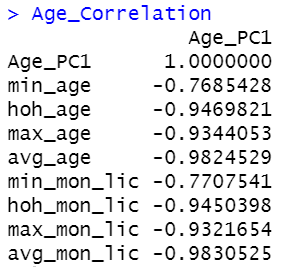 > Age_Correlation
Age_PC1
Age_PC1 1.0000000
min_age -0.7685428
hoh_age -0.9469821
max_age -0.9344053
avg_age -0.9824529
min_mon_lic -0.7707541
hoh_mon_lic -0.9450398
max_mon_lic -0.9321654
avg_mon_lic -0.9830525